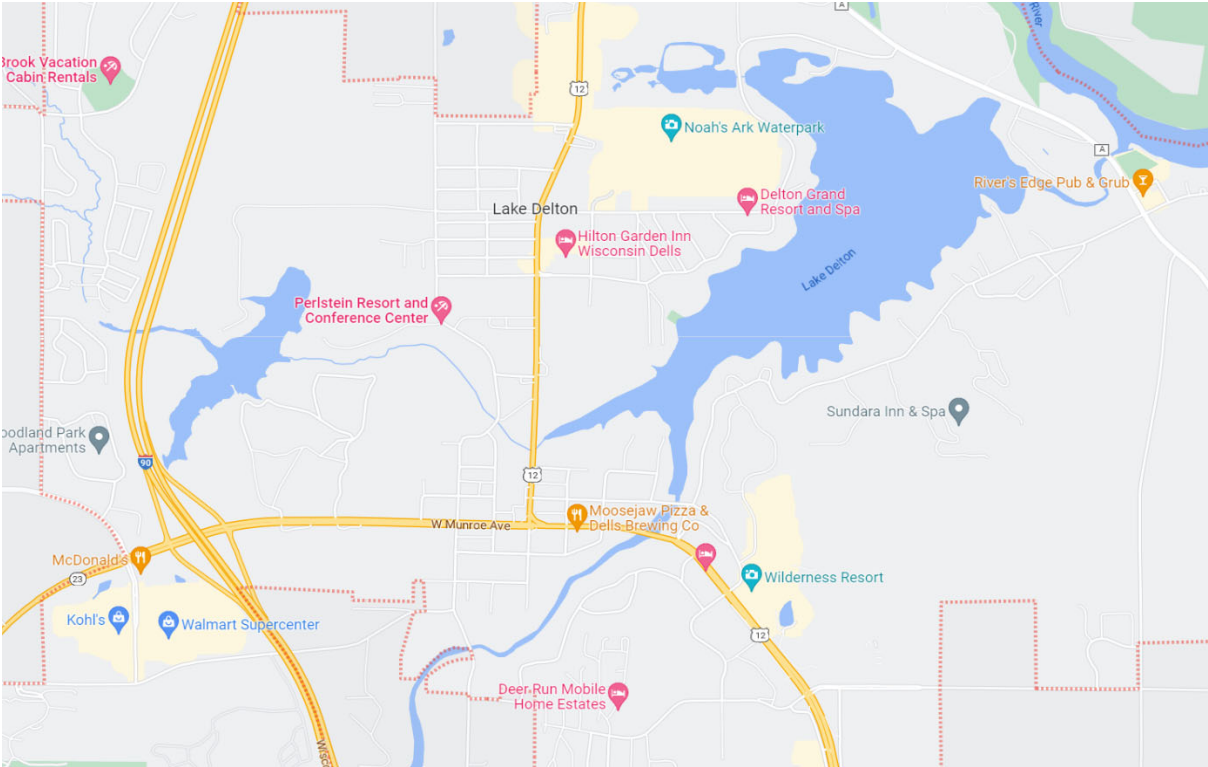 A
River
Brook Vacation
Cabin Rentals
12
Noah's Ark Waterpark
A
River's Edge Pub & Grub
Delton Grand
Resort and Spa
Lake Delton
Hilton Garden Inn
Wisconsin Dells
Lake Delton
Perlstein Resort and
Conference Center
Sundara Inn & Spa
oodland Park
Apartments
90
12
W Munroe Ave
Moosejaw Pizza &
Dells Brewing Co
McDonald's
23
Wilderness Resort
Kohl's
Walmart Supercenter
12
Deer Run Mobile
Home Estates
Wisco